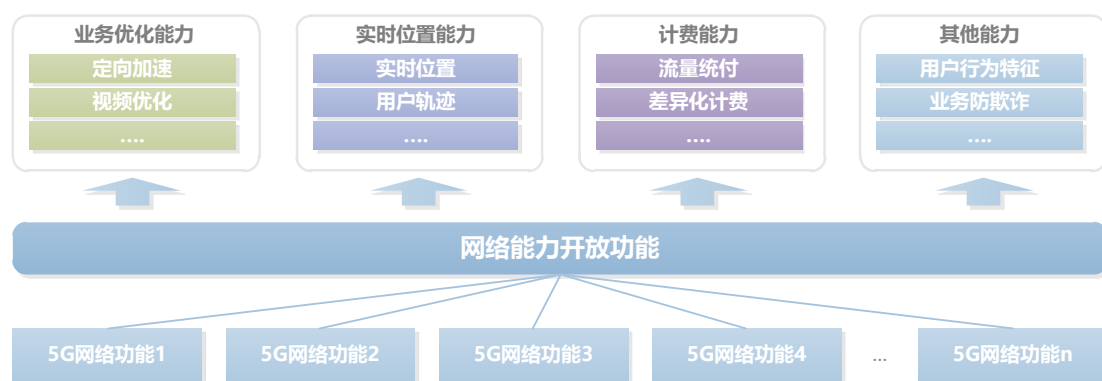 业务优化能力
定向加速
视频优化
....
实时位置能力
实时位置
用户轨迹
....
计费能力
流量统付
差异化计费
....
其他能力
用户行为特征
业务防欺诈
....
网络能力开放功能
5G网络功能1
5G网络功能2
5G网络功能3
5G网络功能4
...
5G网络功能n